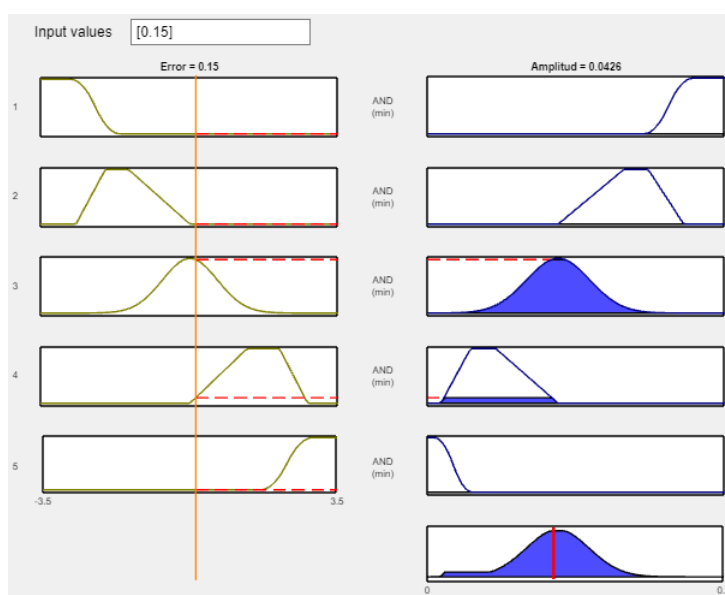 Input values [0.15]
Error = 0.15 Amplitud = 0.0426
1 AND
(min)
2 AND
(min)
3 AND
(min)
4 AND
(min)
5 AND
(min)
-3.5 3.5
0